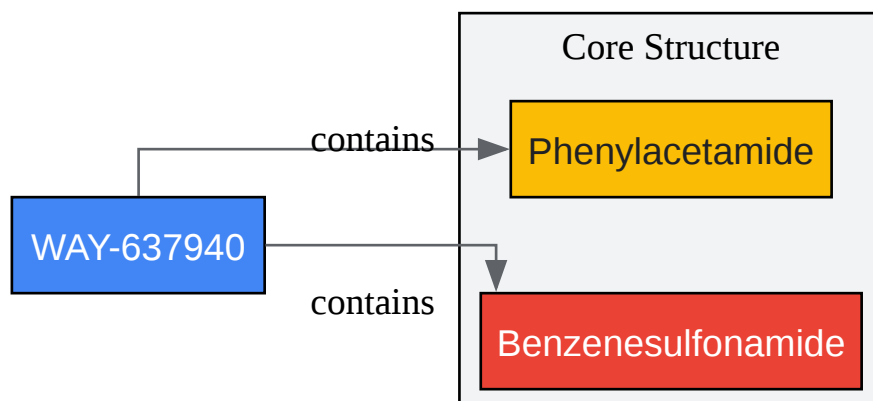 Core Structure
contains
Phenylacetamide
WAY-637940
contains
Benzenesulfonamide